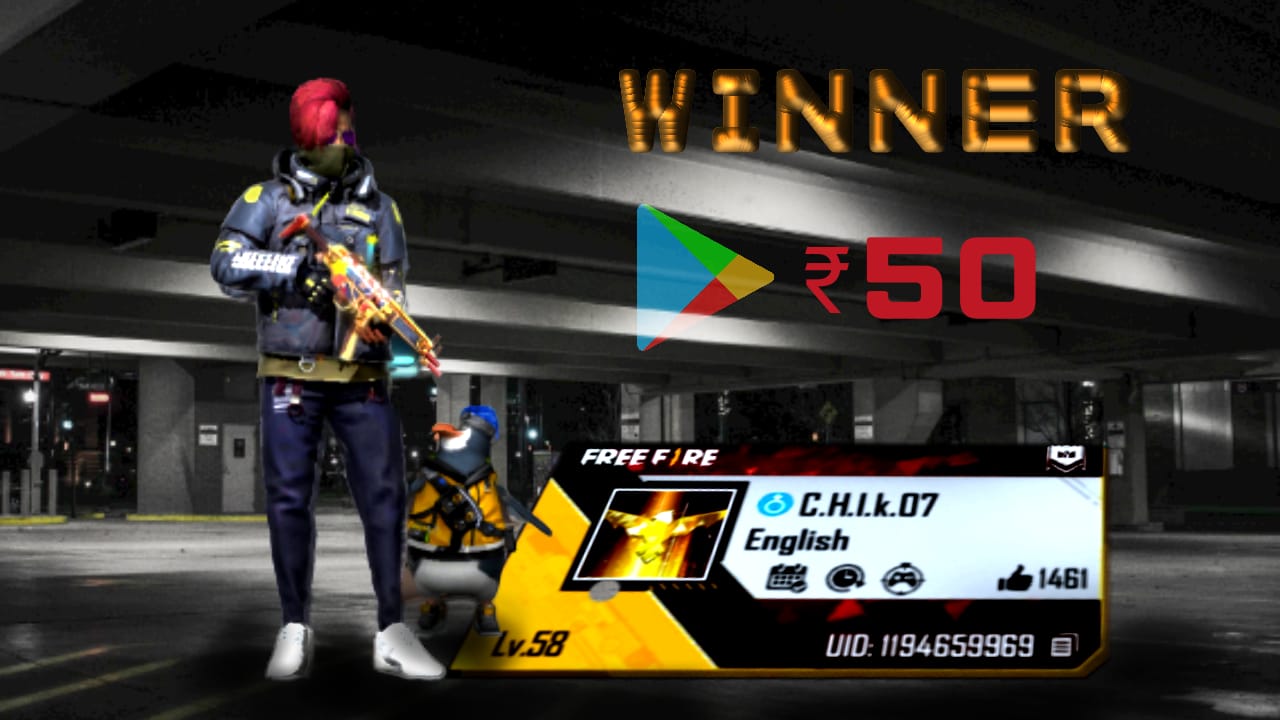 WINNER
₹50
FREE FIRE
C.H.I.k.07
English
1461
Lv.58
UID: 1194659969